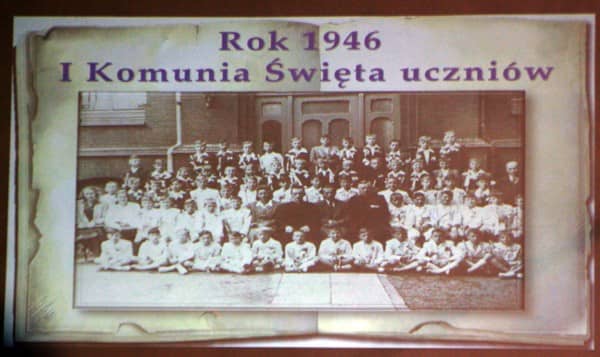 Rok 1946
I Komunia Święta uczniów